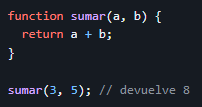 function sumar(a, b) {
  return a + b;
}

sumar(3, 5); // devuelve 8